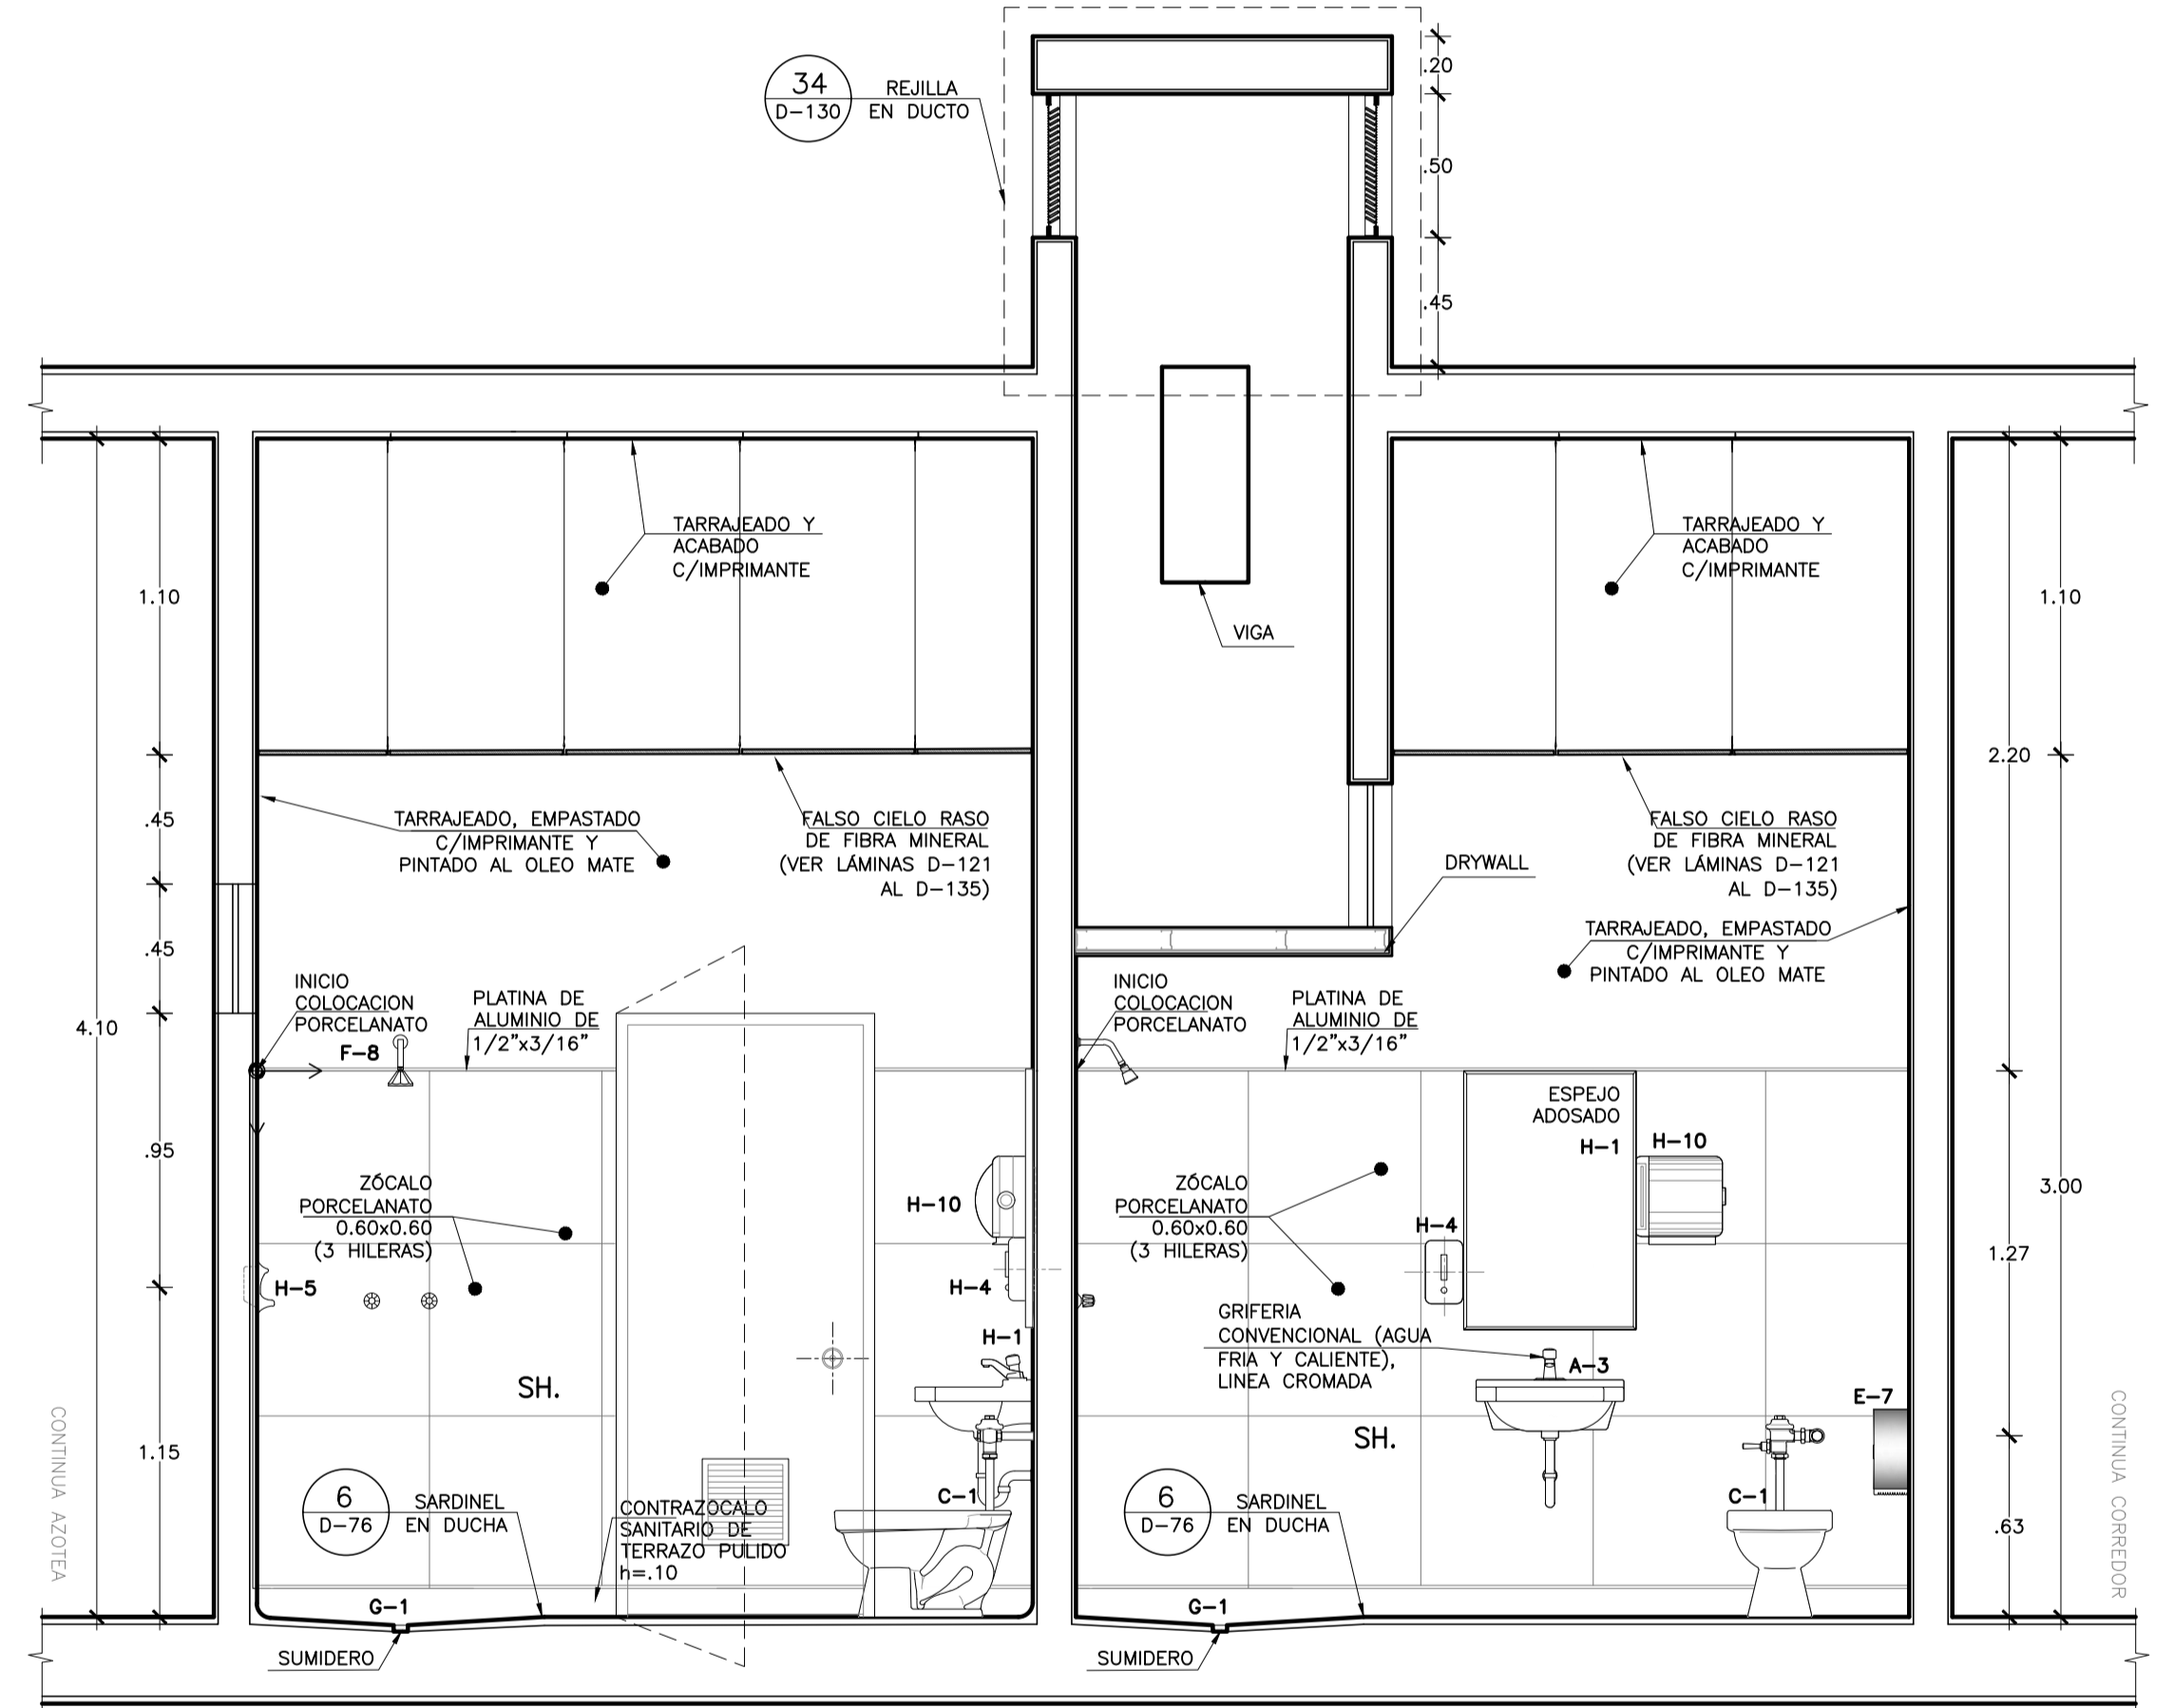 34
D-130
REJILLA
EN DUCTO
.20
.50
.45
TARRAJEADO Y
ACABADO
C/IMPRIMANTE
TARRAJEADO Y
ACABADO
C/IMPRIMANTE
VIGA
1.10
.45
.45
4.10
.95
1.15
1.10
2.20
3.00
1.27
.63
TARRAJEADO, EMPASTADO
C/IMPRIMANTE Y
PINTADO AL OLEO MATE
FALSO CIELO RASO
DE FIBRA MINERAL
(VER LÁMINAS D-121
AL D-135)
DRYWALL
FALSO CIELO RASO
DE FIBRA MINERAL
(VER LÁMINAS D-121
AL D-135)
TARRAJEADO, EMPASTADO
C/IMPRIMANTE Y
PINTADO AL OLEO MATE
INICIO
COLOCACION
PORCELANATO
F-8
PLATINA DE
ALUMINIO DE
1/2"x3/16"
INICIO
COLOCACION
PORCELANATO
PLATINA DE
ALUMINIO DE
1/2"x3/16"
ESPEJO
ADOSADO
H-1
H-10
ZÓCALO
PORCELANATO
0.60x0.60
(3 HILERAS)
H-10
H-5
H-4
H-1
ZÓCALO
PORCELANATO
0.60x0.60
(3 HILERAS)
H-4
GRIFERIA
CONVENCIONAL (AGUA
FRIA Y CALIENTE),
LINEA CROMADA
A-3
SH.
SH.
E-7
CONTINUA AZOTEA
CONTINUA CORREDOR
6
D-76
SARDINEL
EN DUCHA
CONTRAZOCALO
SANITARIO DE
TERRAZO PULIDO
h=.10
C-1
6
D-76
SARDINEL
EN DUCHA
C-1
G-1
SUMIDERO
G-1
SUMIDERO